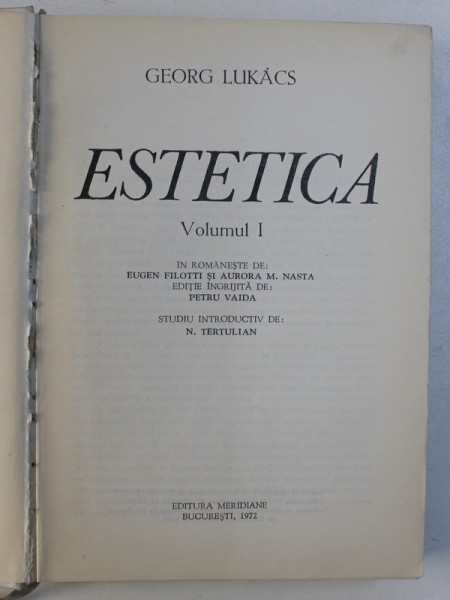 GEORG LUKÁCS
ESTETICA
Volumul I
ÎN ROMÂNEȘTE DE:
EUGEN FILOTTI ȘI AURORA M. NASTA
EDIȚIE ÎNGRIJITĂ DE:
PETRU VAIDA
STUDIU INTRODUCTIV DE:
N. TERTULIAN
EDITURA MERIDIANE
BUCUREȘTI, 1972